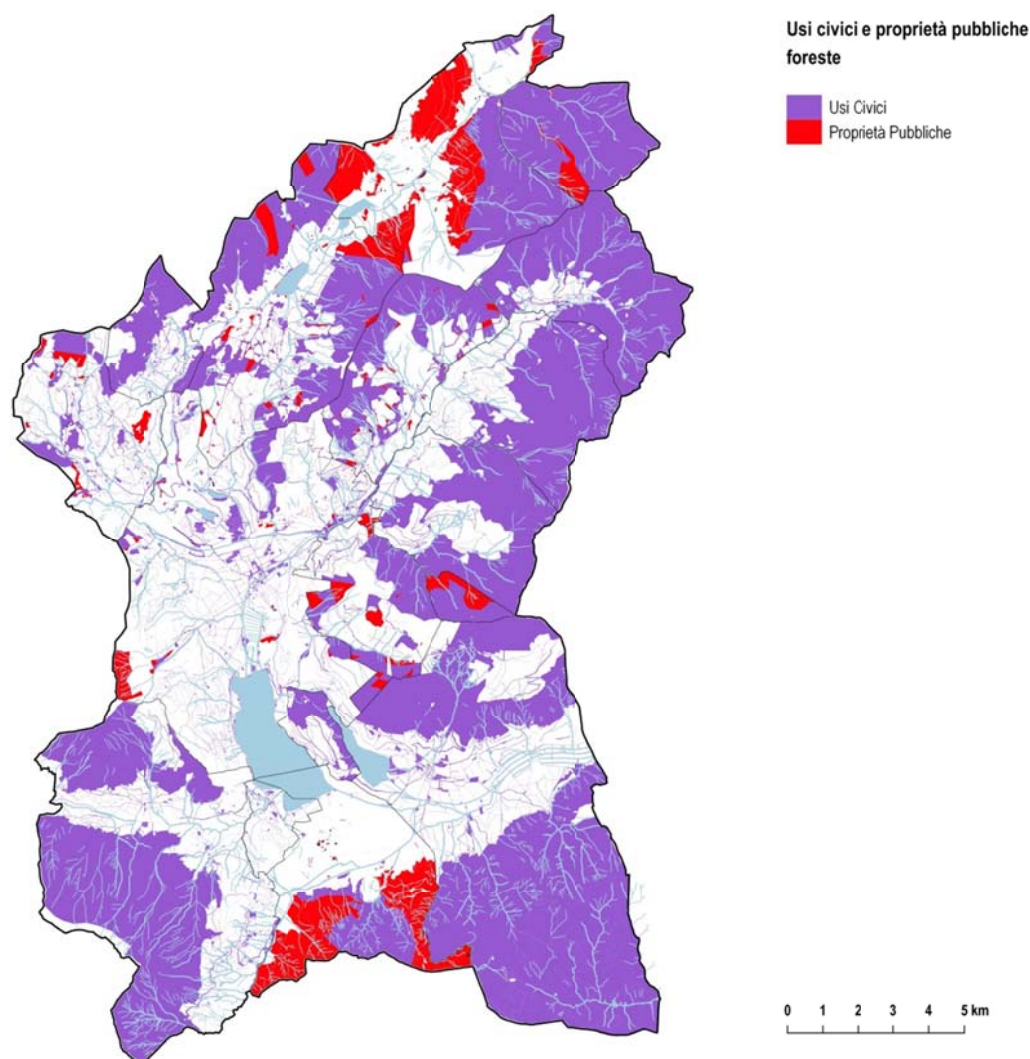 Usi civici e proprietà pubbliche
foreste
Usi Civici
Proprietà Pubbliche
0 1 2 3 4 5 km